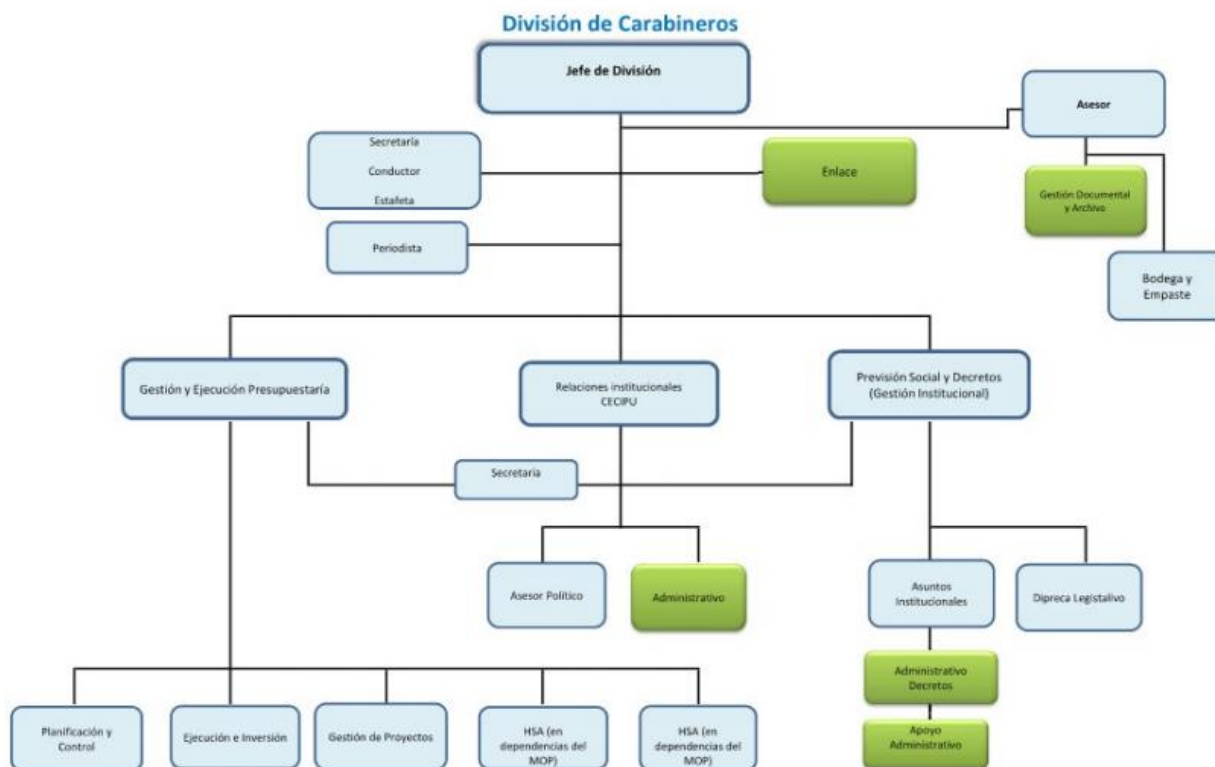 División de Carabineros
Jefe de División
Asesor
Secretaría
Conductor
Estafeta
Enlace
Gestión Documental
y Archivo
Periodista
Bodega y
Empaste
Gestión y Ejecución Presupuestaría
Relaciones institucionales
CECIPU
Previsión Social y Decretos
(Gestión Institucional)
Secretaria
Asesor Político
Administrativo
Asuntos
Institucionales
Dipreca Legistalivo
Administrativo
Decretos
Planificación y
Control
Ejecución e Inversión
Gestión de Proyectos
HSA (en
dependencias del
MOP)
HSA (en
dependencias del
MOP)
Apoyo
Administrativo